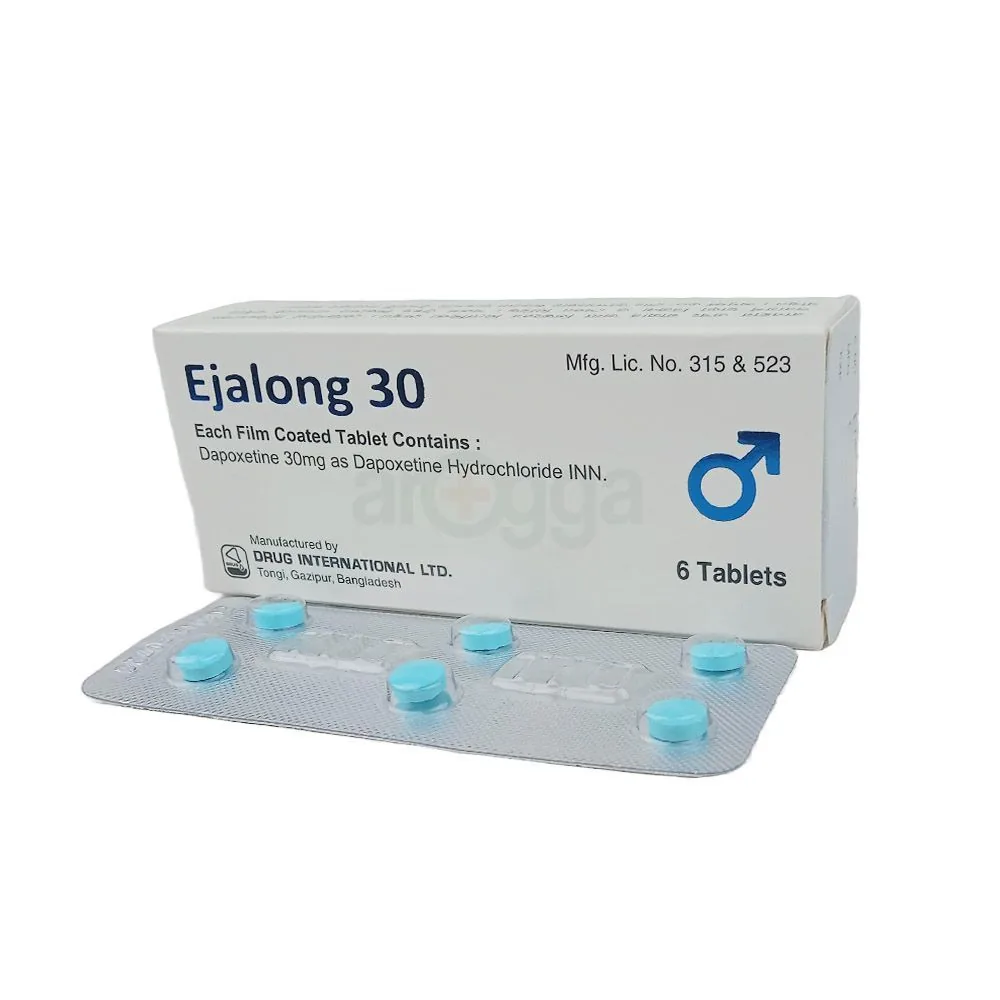 Ejalong 30
Mfg. Lic. No. 315 & 523
Each Film Coated Tablet Contains :
Dapoxetine 30mg as Dapoxetine Hydrochloride INN.
arogga
Manufactured by
DRUG INTERNATIONAL LTD.
Tongi, Gazipur, Bangladesh
6 Tablets